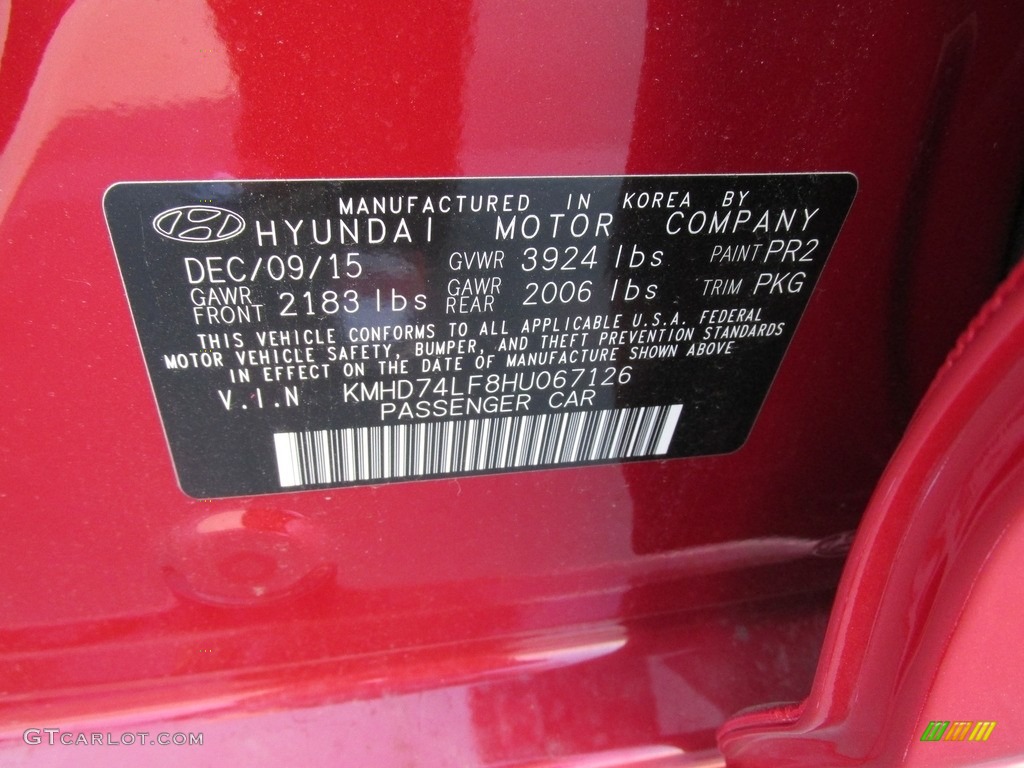 MANUFACTURED IN KOREA BY
HYUNDAI MOTOR COMPANY
DEC/09/15 GVWR 3924 lbs PAINT PR2
GAWR FRONT 2183 lbs GAWR REAR 2006 lbs TRIM PKG
THIS VEHICLE CONFORMS TO ALL APPLICABLE U.S.A. FEDERAL
MOTOR VEHICLE SAFETY, BUMPER, AND THEFT PREVENTION STANDARDS
IN EFFECT ON THE DATE OF MANUFACTURE SHOWN ABOVE
V.I.N KMHD74LF8HU067126
PASSENGER CAR
GTCARLOT.COM